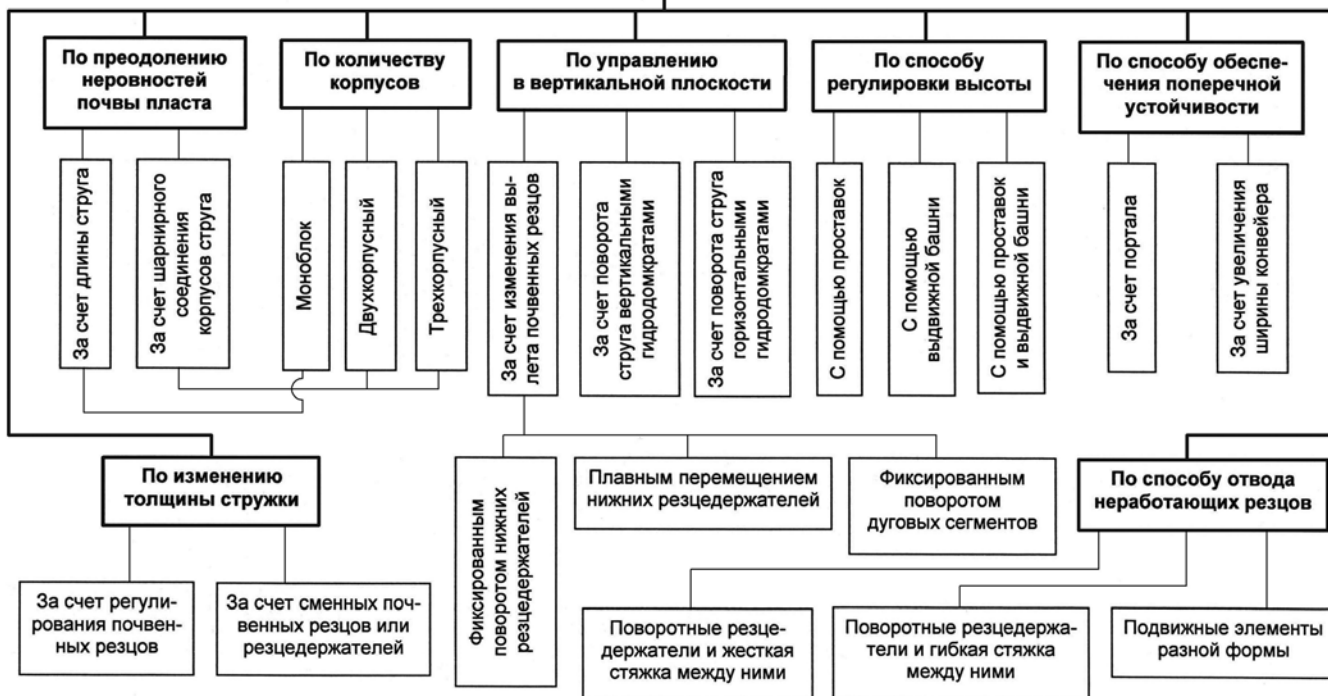 По преодолению
неровностей
почвы пласта
По количеству
корпусов
По управлению
в вертикальной плоскости
По способу
регулировки высоты
По способу обеспе-
чения поперечной
устойчивости
За счет длины струга
За счет шарнирного
соединения
корпусов струга
Моноблок
Двухкорпусный
Трехкорпусный
За счет изменения вы-
лета почвенных резцов
За счет поворота
струга вертикальными
гидродомкратами
За счет поворота струга
горизонтальными
гидродомкратами
С помощью проставок
С помощью
выдвижной башни
С помощью проставок
и выдвижной башни
За счет портала
За счет увеличения
ширины конвейера
По изменению
толщины стружки
Фиксированным
поворотом нижних
резцедержателей
Плавным перемещением
нижних резцедержателей
Фиксированным
поворотом
дуговых сегментов
По способу отвода
неработающих резцов
За счет регули-
рования почвен-
ных резцов
За счет сменных поч-
венных резцов или
резцедержателей
Поворотные резце-
держатели и жесткая
стяжка между ними
Поворотные резцедержа-
тели и гибкая стяжка
между ними
Подвижные элементы
разной формы